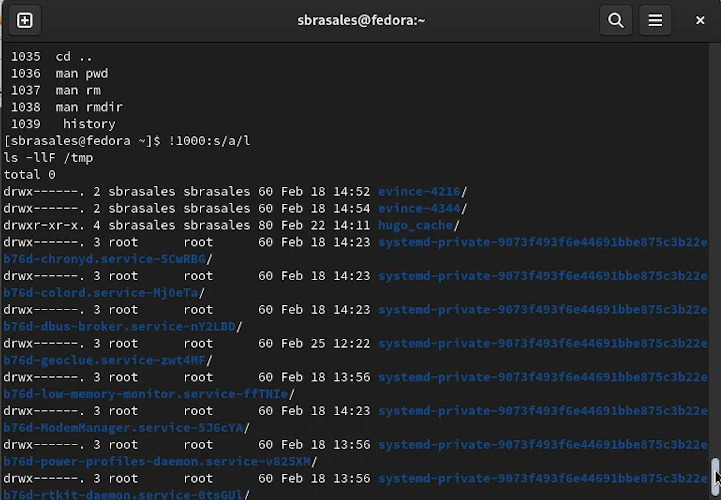 sbrasales@fedora:~
1035  cd ..
1036  man pwd
1037  man rm
1038  man rmdir
1039   history
[sbrasales@fedora ~]$ !1000:s/a/l
ls -llF /tmp
total 0
drwx------. 2 sbrasales sbrasales 60 Feb 18 14:52 evince-4216/
drwx------. 2 sbrasales sbrasales 60 Feb 18 14:54 evince-4344/
drwxr-xr-x. 4 sbrasales sbrasales 80 Feb 22 14:11 hugo_cache/
drwx------. 3 root      root      60 Feb 18 14:23 systemd-private-9073f493f6e44691bbe875c3b22e
b76d-chronyd.service-5CwRBG/
drwx------. 3 root      root      60 Feb 18 14:23 systemd-private-9073f493f6e44691bbe875c3b22e
b76d-colord.service-Mj0eTa/
drwx------. 3 root      root      60 Feb 18 14:23 systemd-private-9073f493f6e44691bbe875c3b22e
b76d-dbus-broker.service-nY2LBD/
drwx------. 3 root      root      60 Feb 25 12:22 systemd-private-9073f493f6e44691bbe875c3b22e
b76d-geoclue.service-zwt4MF/
drwx------. 3 root      root      60 Feb 18 13:56 systemd-private-9073f493f6e44691bbe875c3b22e
b76d-low-memory-monitor.service-ffTNIe/
drwx------. 3 root      root      60 Feb 18 14:23 systemd-private-9073f493f6e44691bbe875c3b22e
b76d-ModemManager.service-5J6cYA/
drwx------. 3 root      root      60 Feb 18 13:56 systemd-private-9073f493f6e44691bbe875c3b22e
b76d-power-profiles-daemon.service-v825XM/
drwx------. 3 root      root      60 Feb 18 13:56 systemd-private-9073f493f6e44691bbe875c3b22e
b76d-rtkit-daemon.service-0tsGUl/